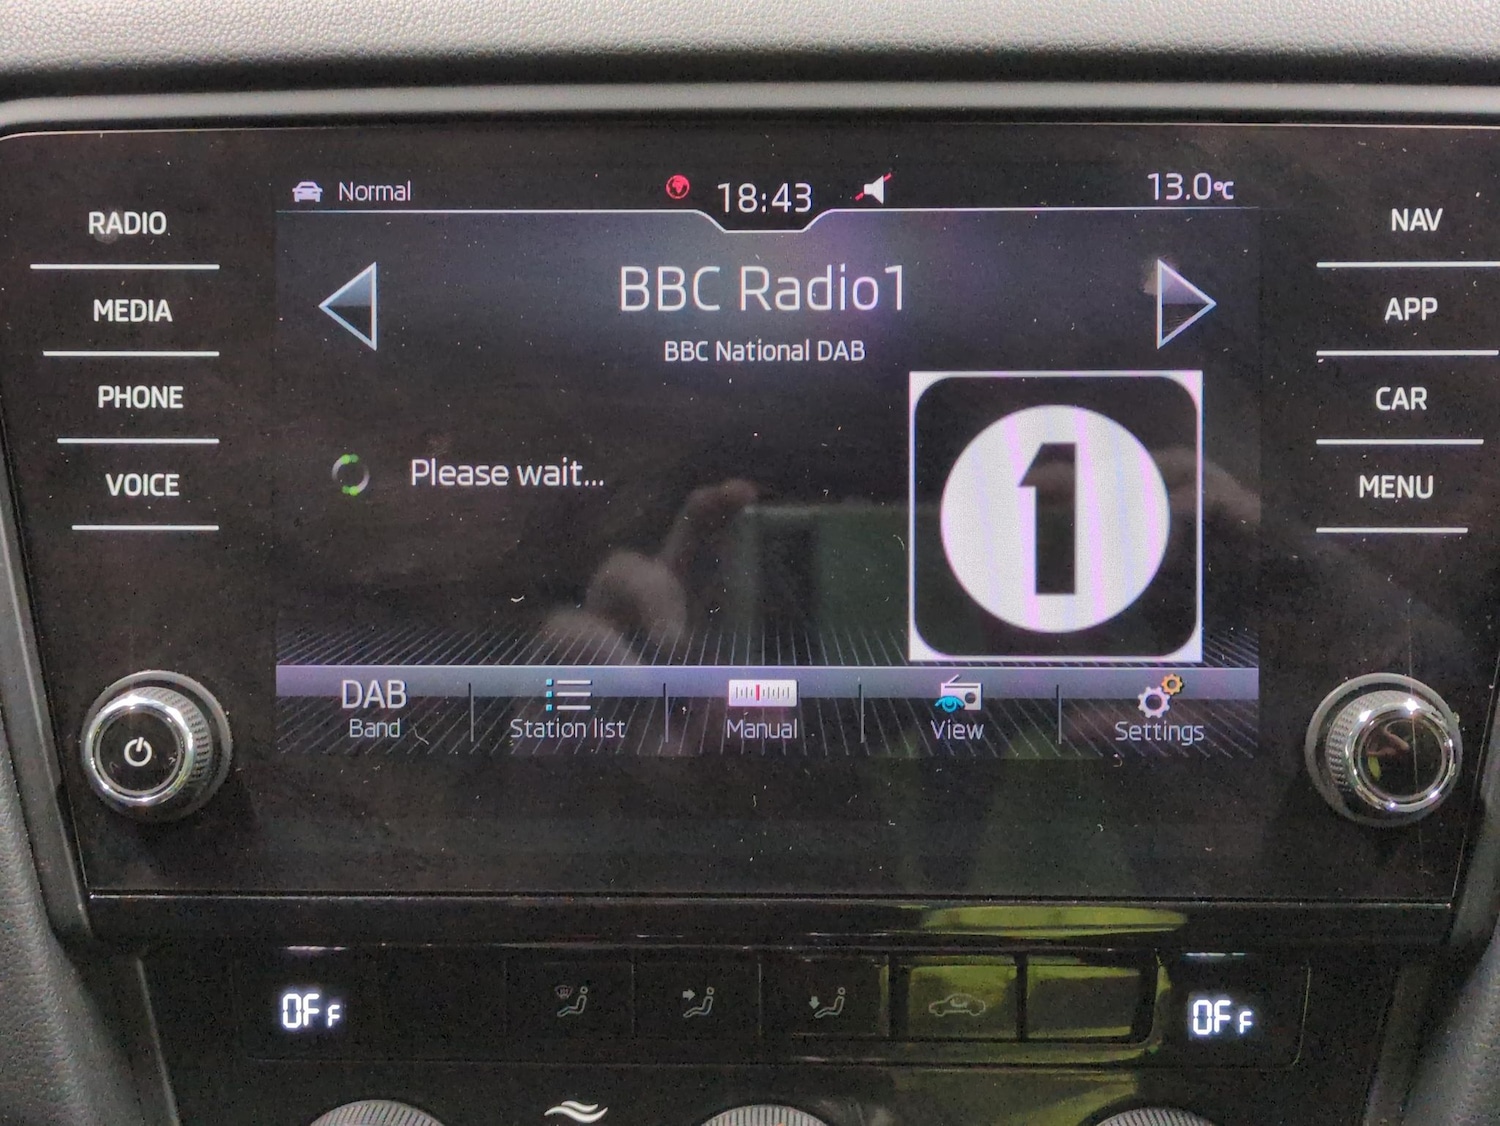 Normal
18:43
13.0°C
RADIO
MEDIA
PHONE
VOICE
NAV
APP
CAR
MENU
BBC Radio1
BBC National DAB
Please wait...
1
DAB
Band
Station list
Manual
View
Settings
OFF
OFF